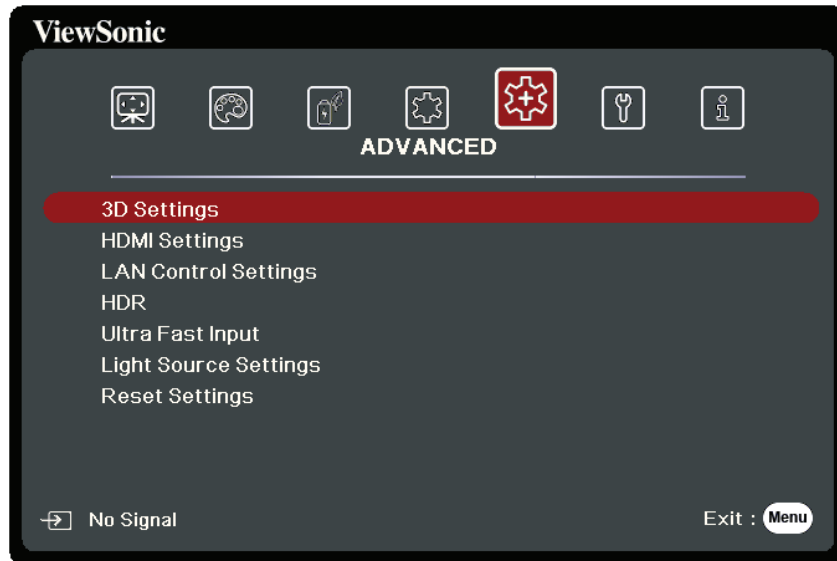 ViewSonic
ADVANCED
3D Settings
HDMI Settings
LAN Control Settings
HDR
Ultra Fast Input
Light Source Settings
Reset Settings
No Signal
Exit : Menu